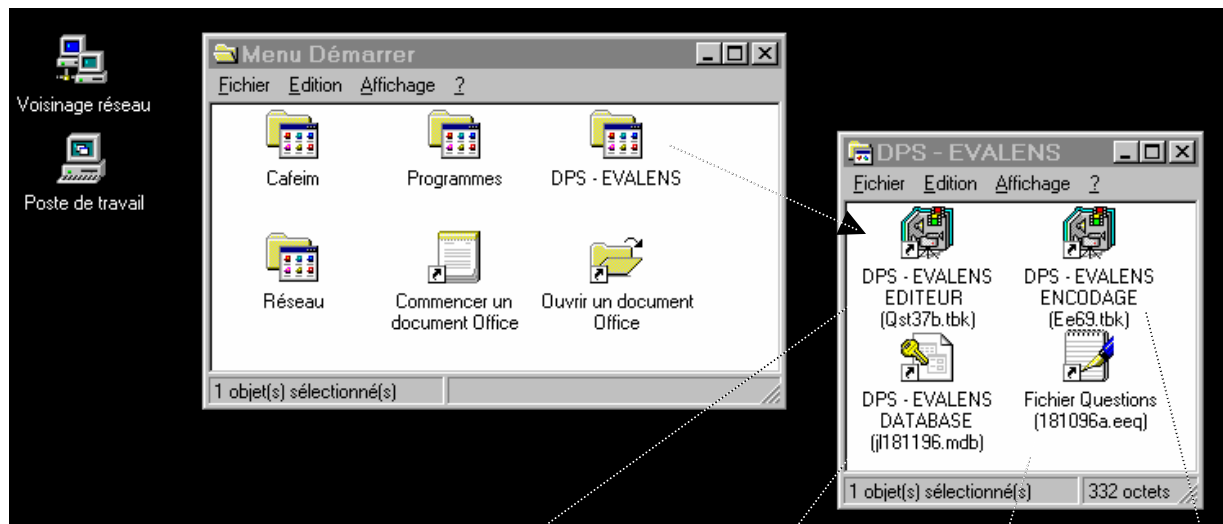 Voisinage réseau
Poste de travail
Menu Démarrer
Fichier Edition Affichage ?
Cafeim
Programmes
DPS - EVALENS
Réseau
Commencer un
document Office
Ouvrir un document
Office
1 objet(s) sélectionné(s)
DPS - EVALENS
Fichier Edition Affichage ?
DPS - EVALENS
EDITEUR
(Qst37b.tbk)
DPS - EVALENS
ENCODAGE
(Ee69.tbk)
DPS - EVALENS
DATABASE
(jl181196.mdb)
Fichier Questions
(181096a.eeq)
1 objet(s) sélectionné(s)
332 octets